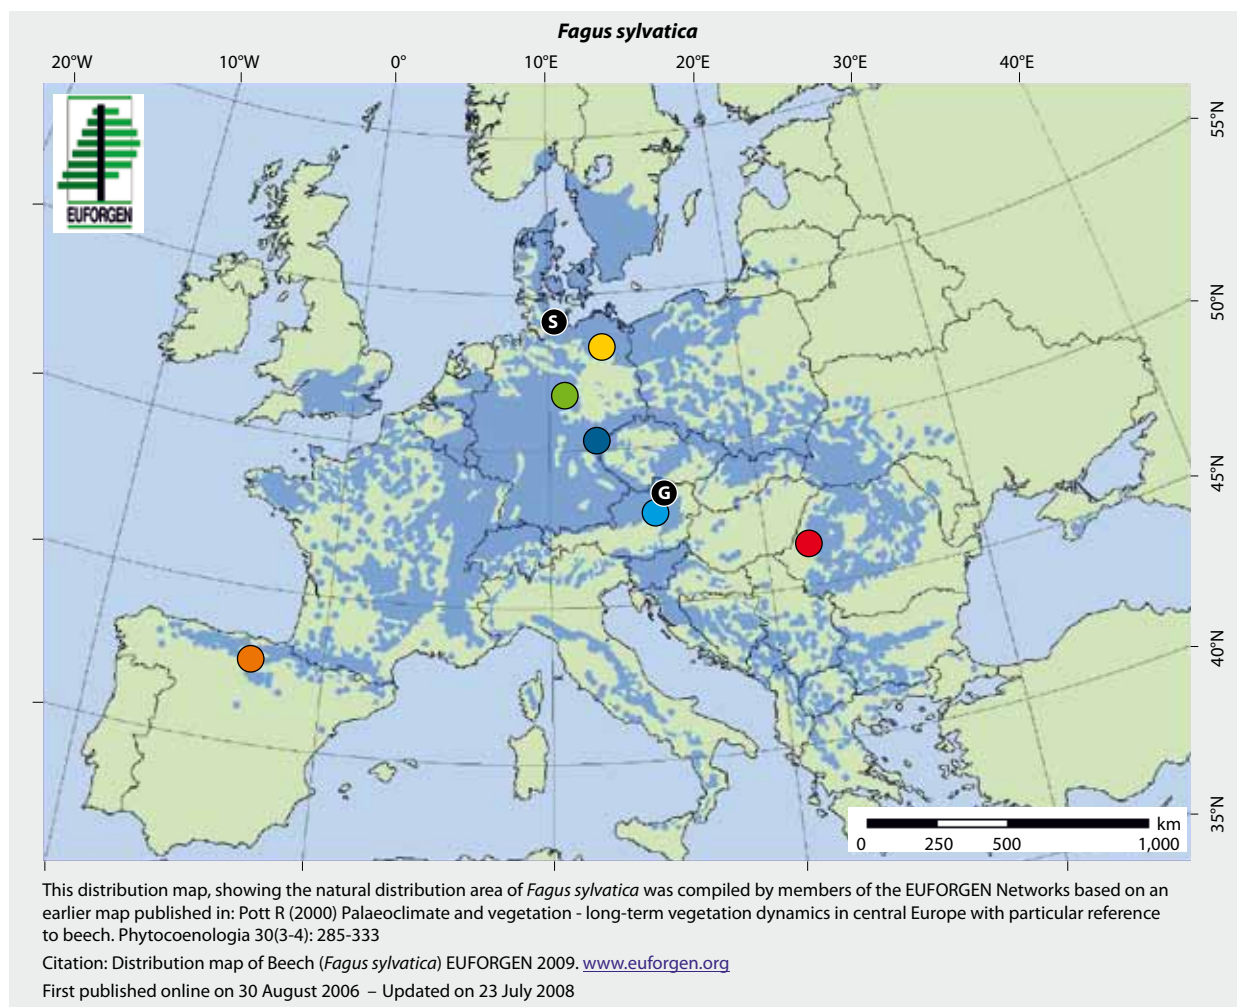 Fagus sylvatica
20°W 10°W 0° 10°E 20°E 30°E 40°E
EUFORGEN
55°N
50°N
45°N
40°N
35°N
S
G
km
0 250 500 1,000
This distribution map, showing the natural distribution area of Fagus sylvatica was compiled by members of the EUFORGEN Networks based on an
earlier map published in: Pott R (2000) Palaeoclimate and vegetation - long-term vegetation dynamics in central Europe with particular reference
to beech. Phytocoenologia 30(3-4): 285-333
Citation: Distribution map of Beech (Fagus sylvatica) EUFORGEN 2009. www.euforgen.org
First published online on 30 August 2006 – Updated on 23 July 2008